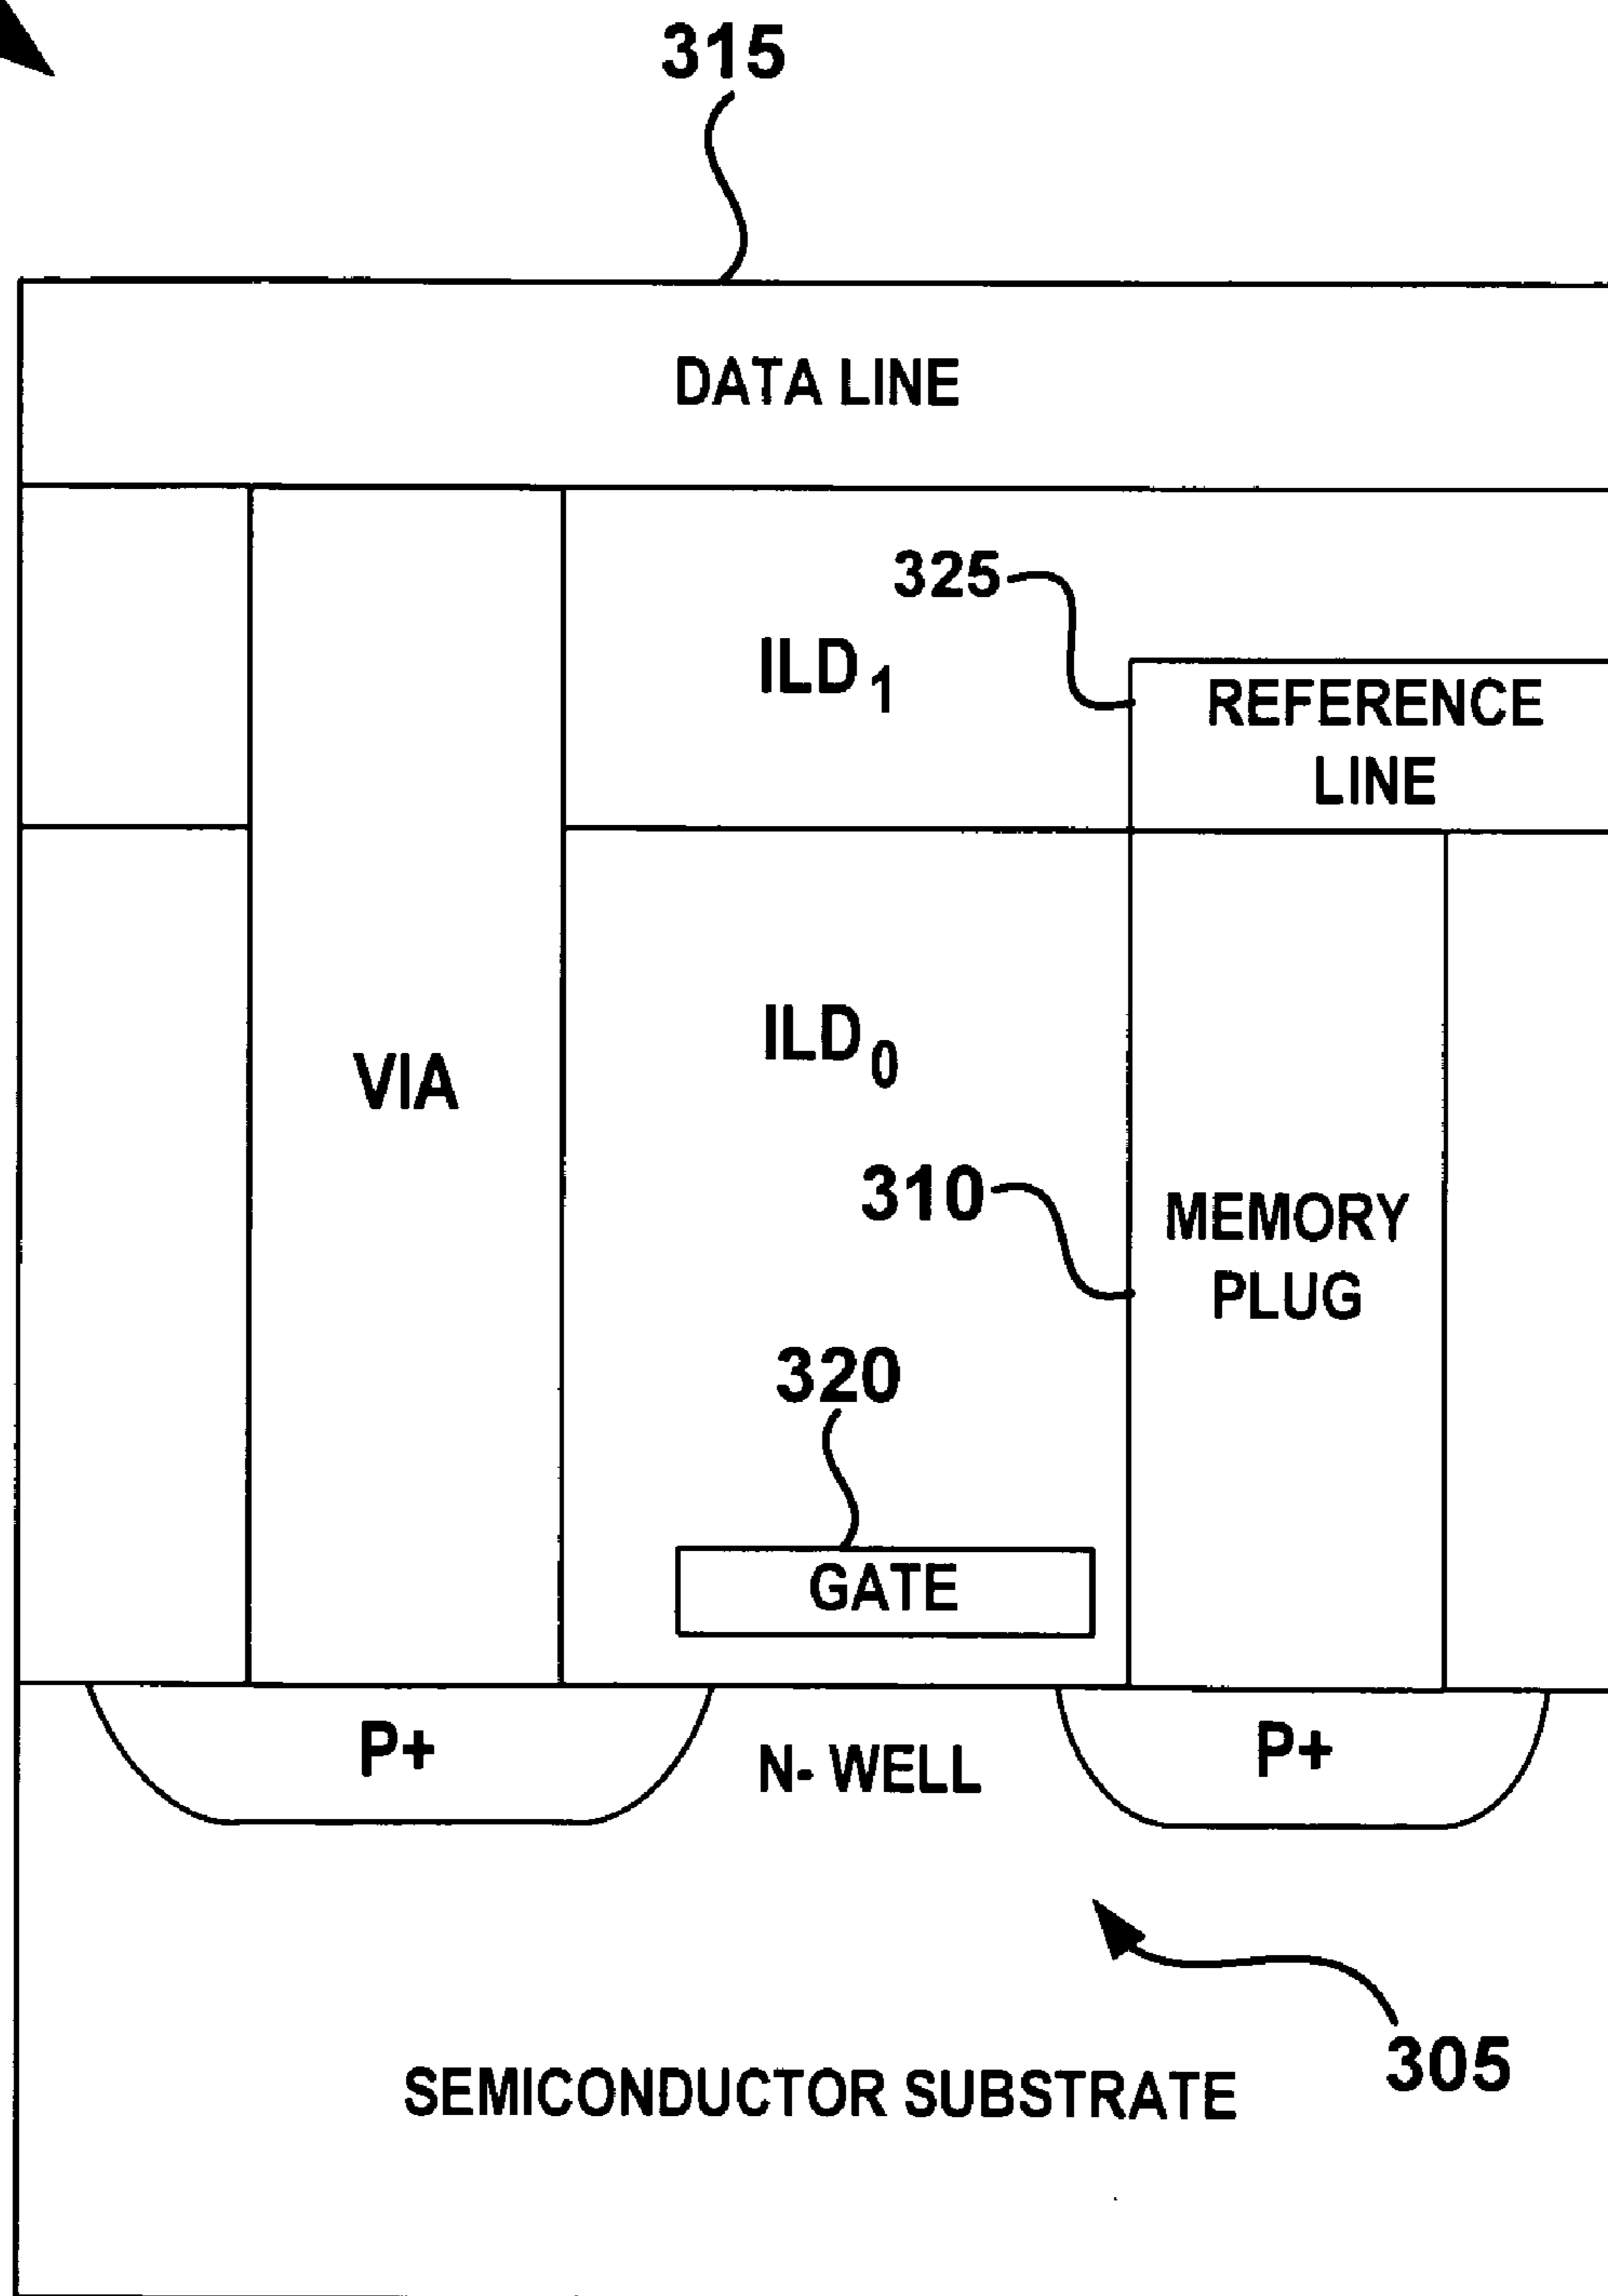 315
DATA LINE
325
ILD1
REFERENCE
LINE
ILD0
VIA
310
MEMORY
PLUG
320
GATE
P+
N- WELL
P+
305
SEMICONDUCTOR SUBSTRATE